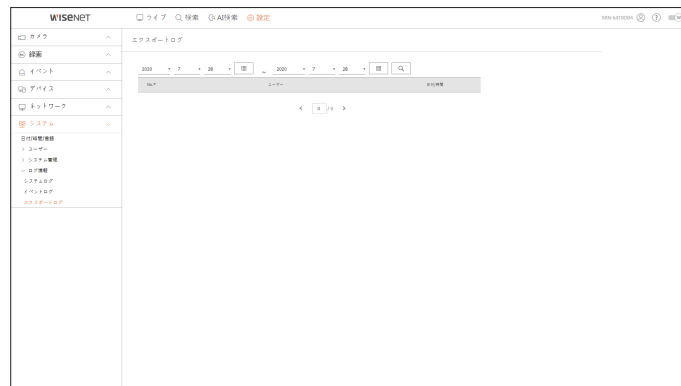 WISENET
ライブ 検索 AI検索 設定
カメラ
録画
イベント
デバイス
ネットワーク
システム
日付/時間/言語
ユーザー
システム管理
ログ情報
システムログ
イベントログ
エクスポートログ
エクスポートログ
2020 7 28 ~ 2020 7 28
No. ユーザー 日付/時間
0 / 0